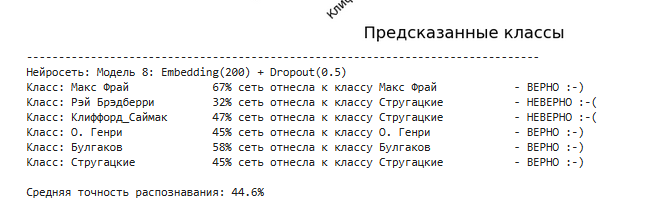 Клиф
Предсказанные классы
--------------------------------------------------------------------------------
Нейросеть: Модель 8: Embedding(200) + Dropout(0.5)
Класс: Макс Фрай 67% сеть отнесла к классу Макс Фрай - ВЕРНО :-)
Класс: Рэй Брэдберри 32% сеть отнесла к классу Стругацкие - НЕВЕРНО :-(
Класс: Клиффорд_Саймак 47% сеть отнесла к классу Стругацкие - НЕВЕРНО :-(
Класс: О. Генри 45% сеть отнесла к классу О. Генри - ВЕРНО :-)
Класс: Булгаков 58% сеть отнесла к классу Булгаков - ВЕРНО :-)
Класс: Стругацкие 45% сеть отнесла к классу Стругацкие - ВЕРНО :-)
Средняя точность распознавания: 44.6%